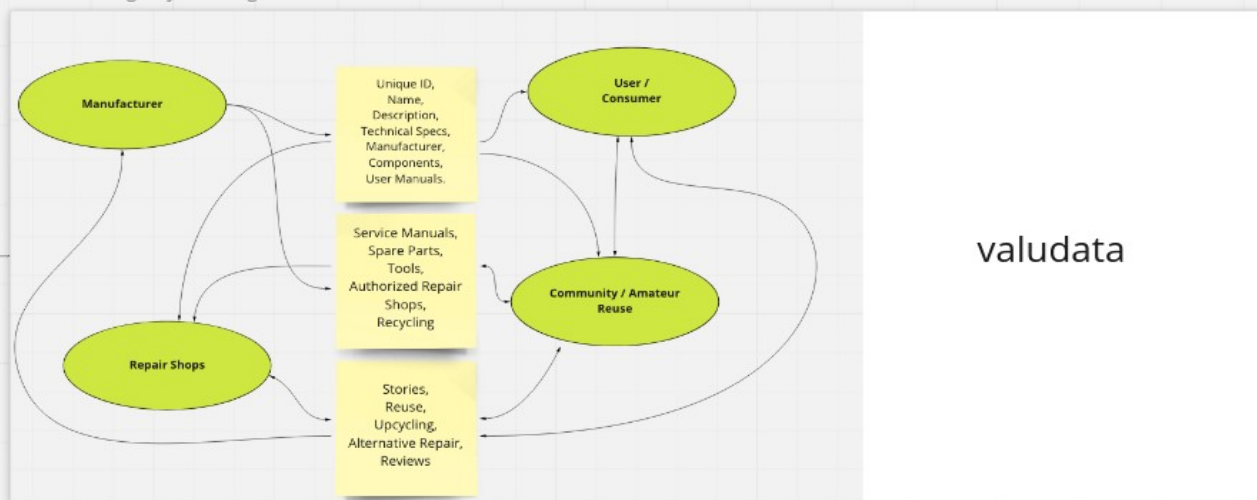 Manufacturer
Unique ID,
Name,
Description,
Technical Specs,
Manufacturer,
Components,
User Manuals.
User /
Consumer
Service Manuals,
Spare Parts,
Tools,
Authorized Repair
Shops,
Recycling
Community / Amateur
Reuse
Repair Shops
Stories,
Reuse,
Upcycling,
Alternative Repair,
Reviews
valudata